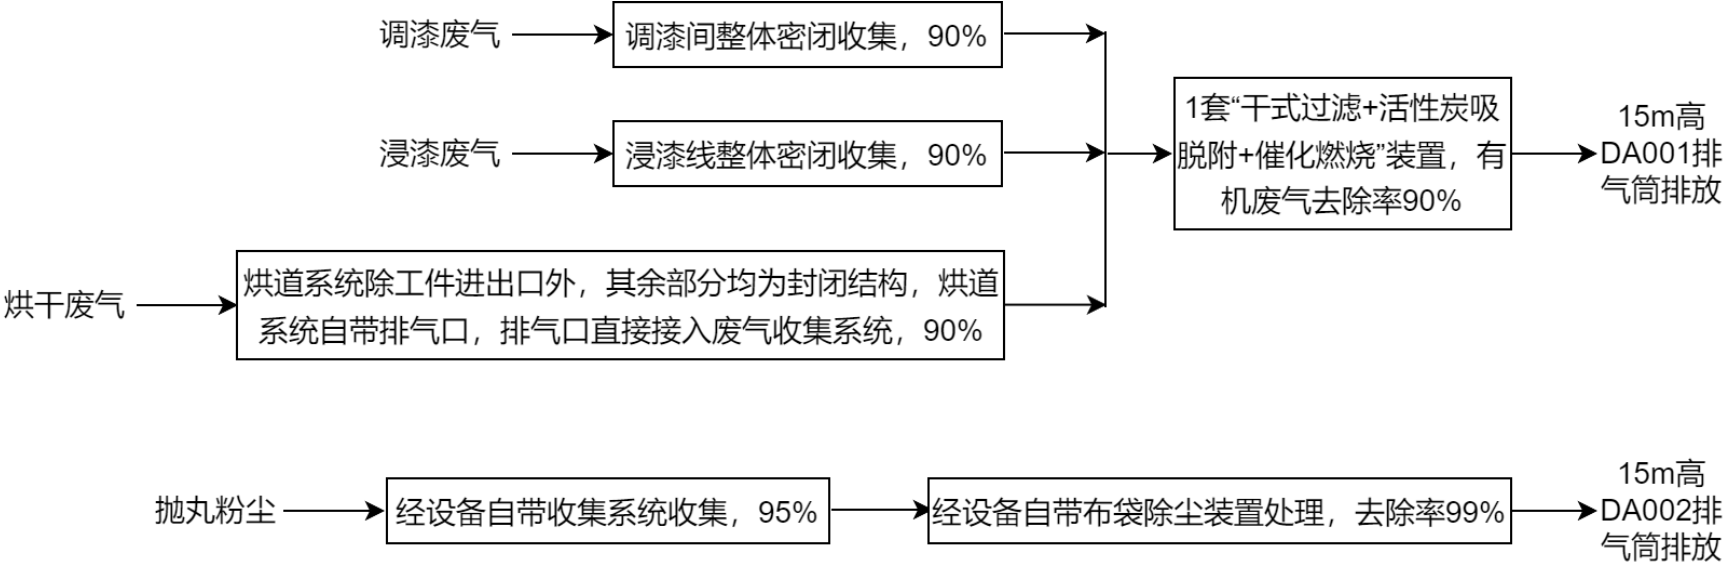 调漆废气
调漆间整体密闭收集，90%
浸漆废气
浸漆线整体密闭收集，90%
烘干废气
烘道系统除工件进出口外，其余部分均为封闭结构，烘道
系统自带排气口，排气口直接接入废气收集系统，90%
1套“干式过滤+活性炭吸
脱附+催化燃烧”装置，有
机废气去除率90%
15m高
DA001排
气筒排放
抛丸粉尘
经设备自带收集系统收集，95%
经设备自带布袋除尘装置处理，去除率99%
15m高
DA002排
气筒排放